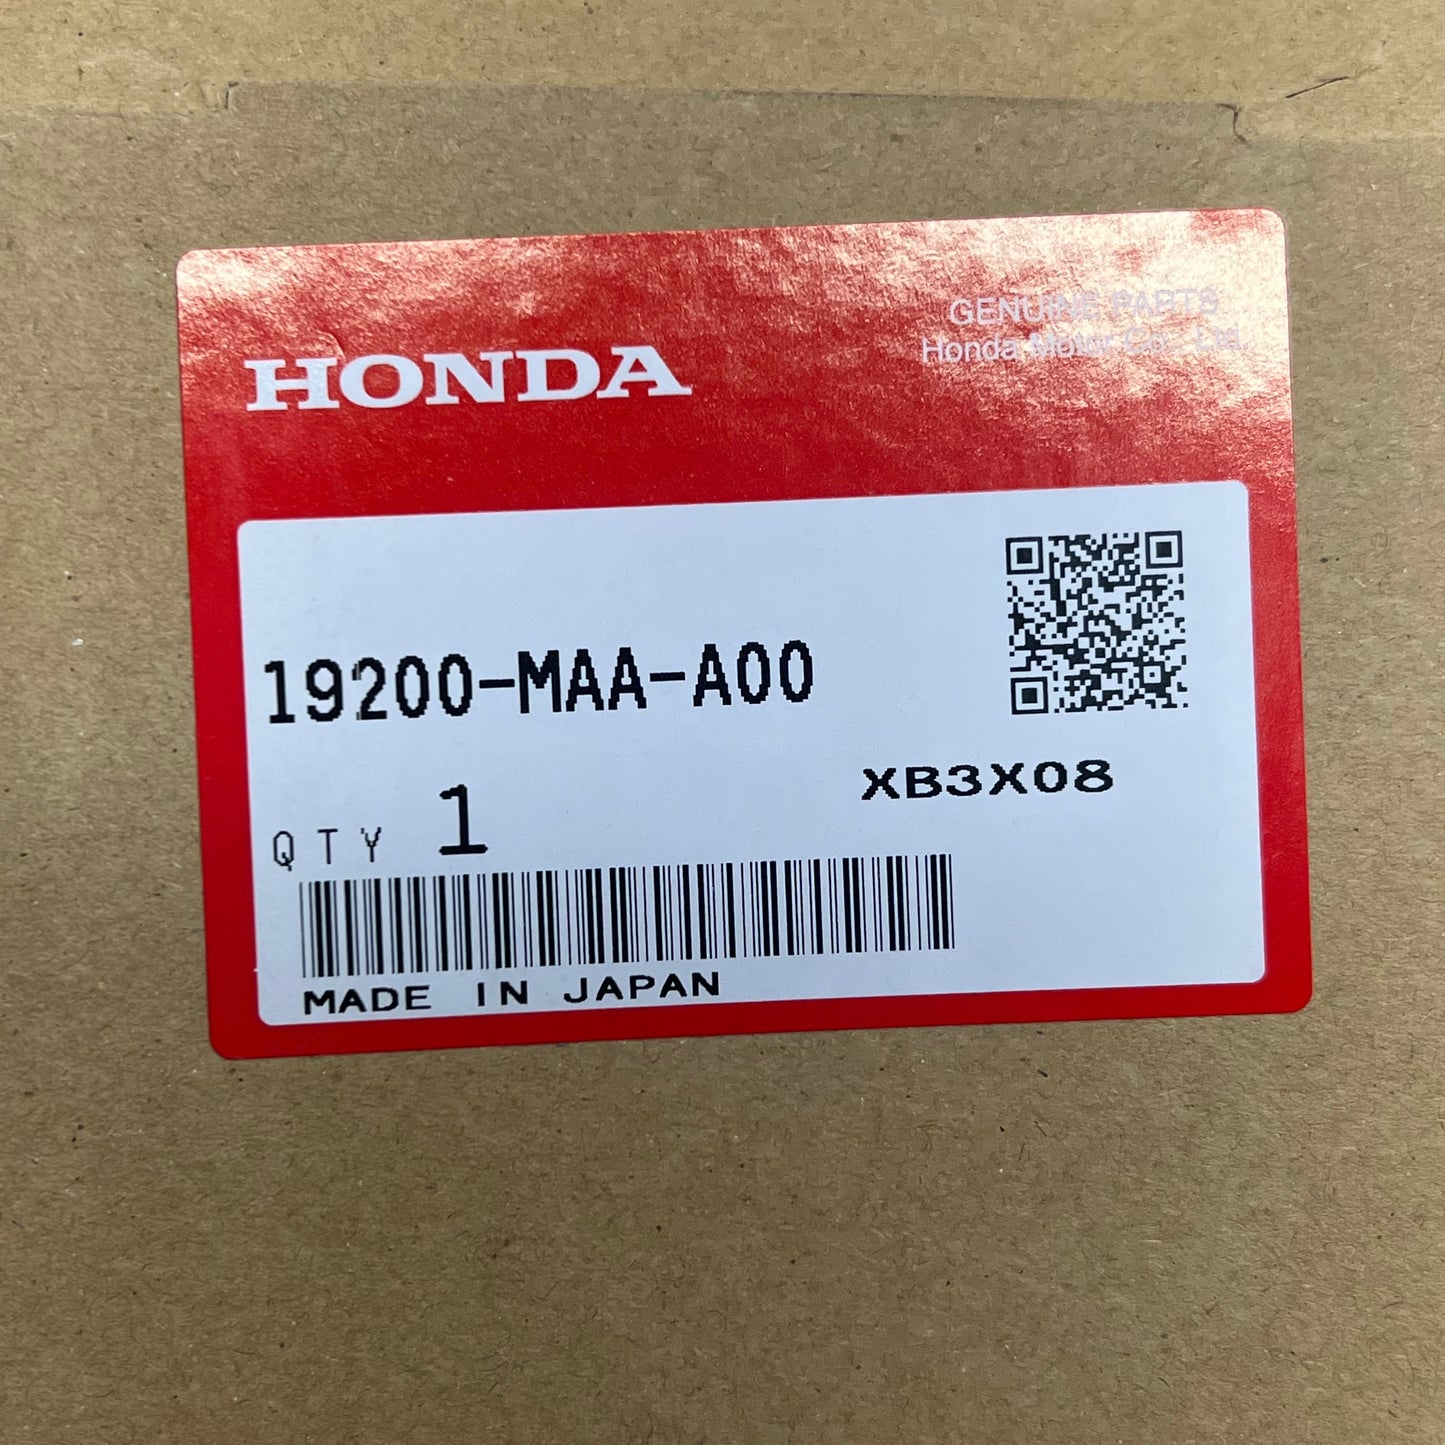 HONDA
GENUINE PARTS
Honda Motor Co., Ltd.
19200-MAA-A00
XB3X08
QTY 1
MADE IN JAPAN